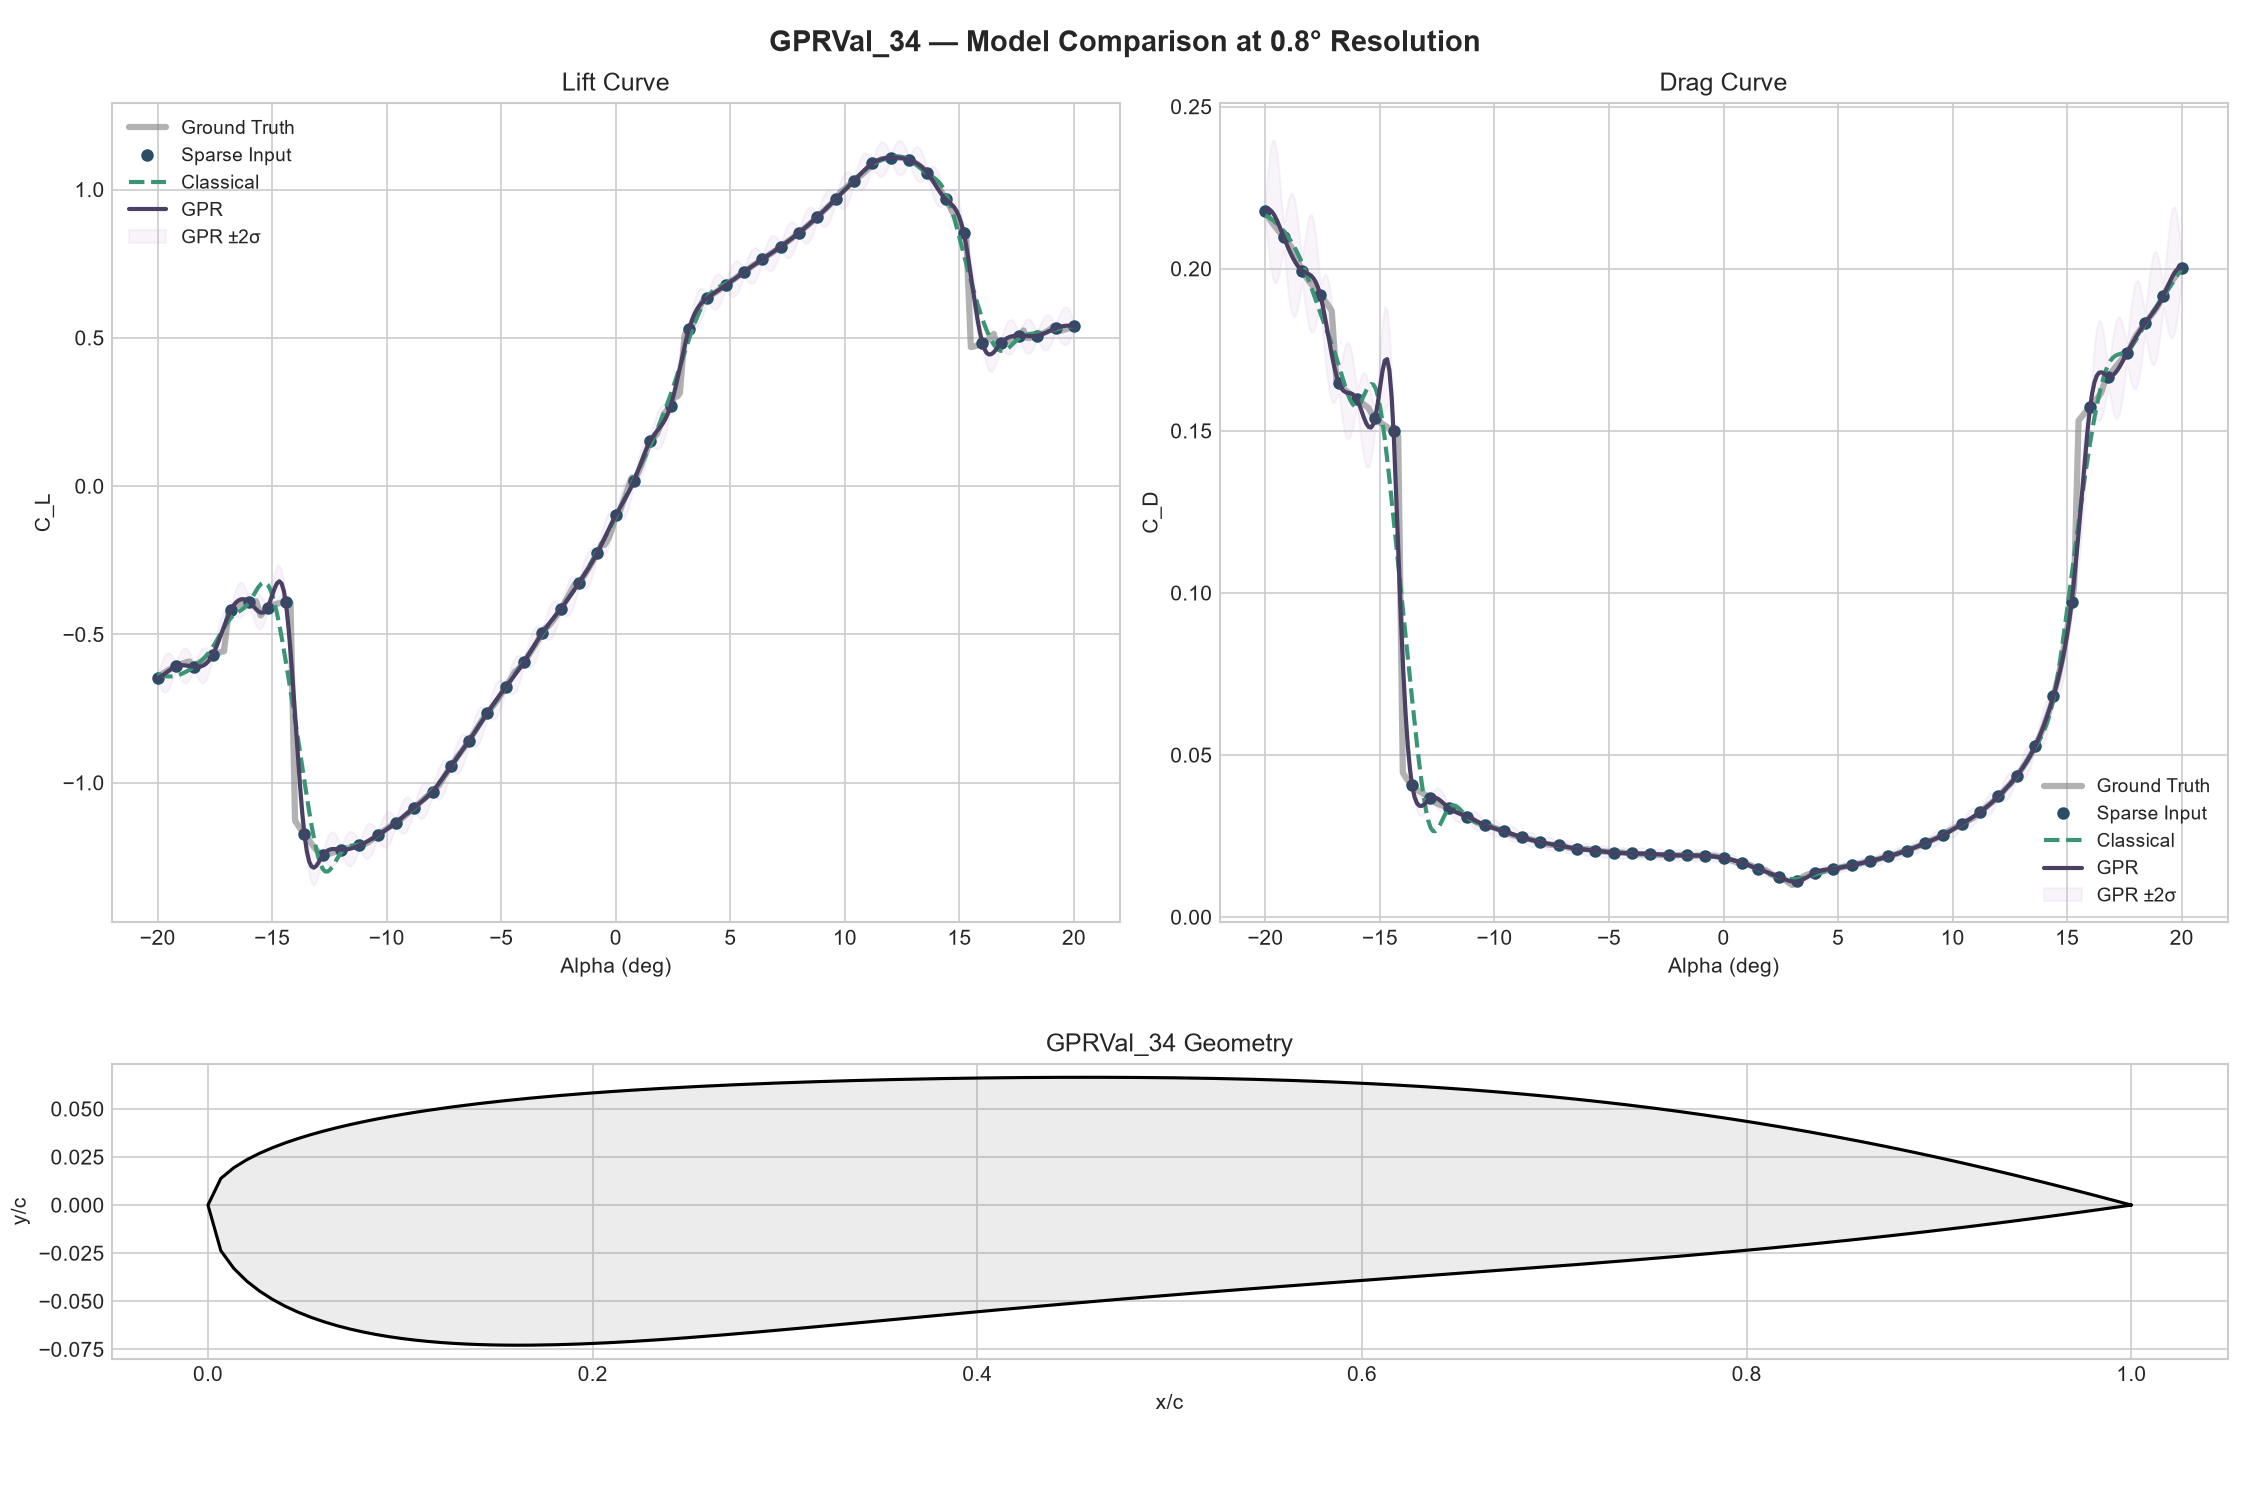 GPRVal_34 — Model Comparison at 0.8° Resolution
Lift Curve
Ground Truth
Sparse Input
Classical
GPR
GPR ±2σ
1.0
0.5
0.0
−0.5
−1.0
C_L
−20 −15 −10 −5 0 5 10 15 20
Alpha (deg)
Drag Curve
0.25
0.20
0.15
0.10
0.05
0.00
C_D
Ground Truth
Sparse Input
Classical
GPR
GPR ±2σ
−20 −15 −10 −5 0 5 10 15 20
Alpha (deg)
GPRVal_34 Geometry
0.050
0.025
0.000
−0.025
−0.050
−0.075
y/c
0.0 0.2 0.4 0.6 0.8 1.0
x/c